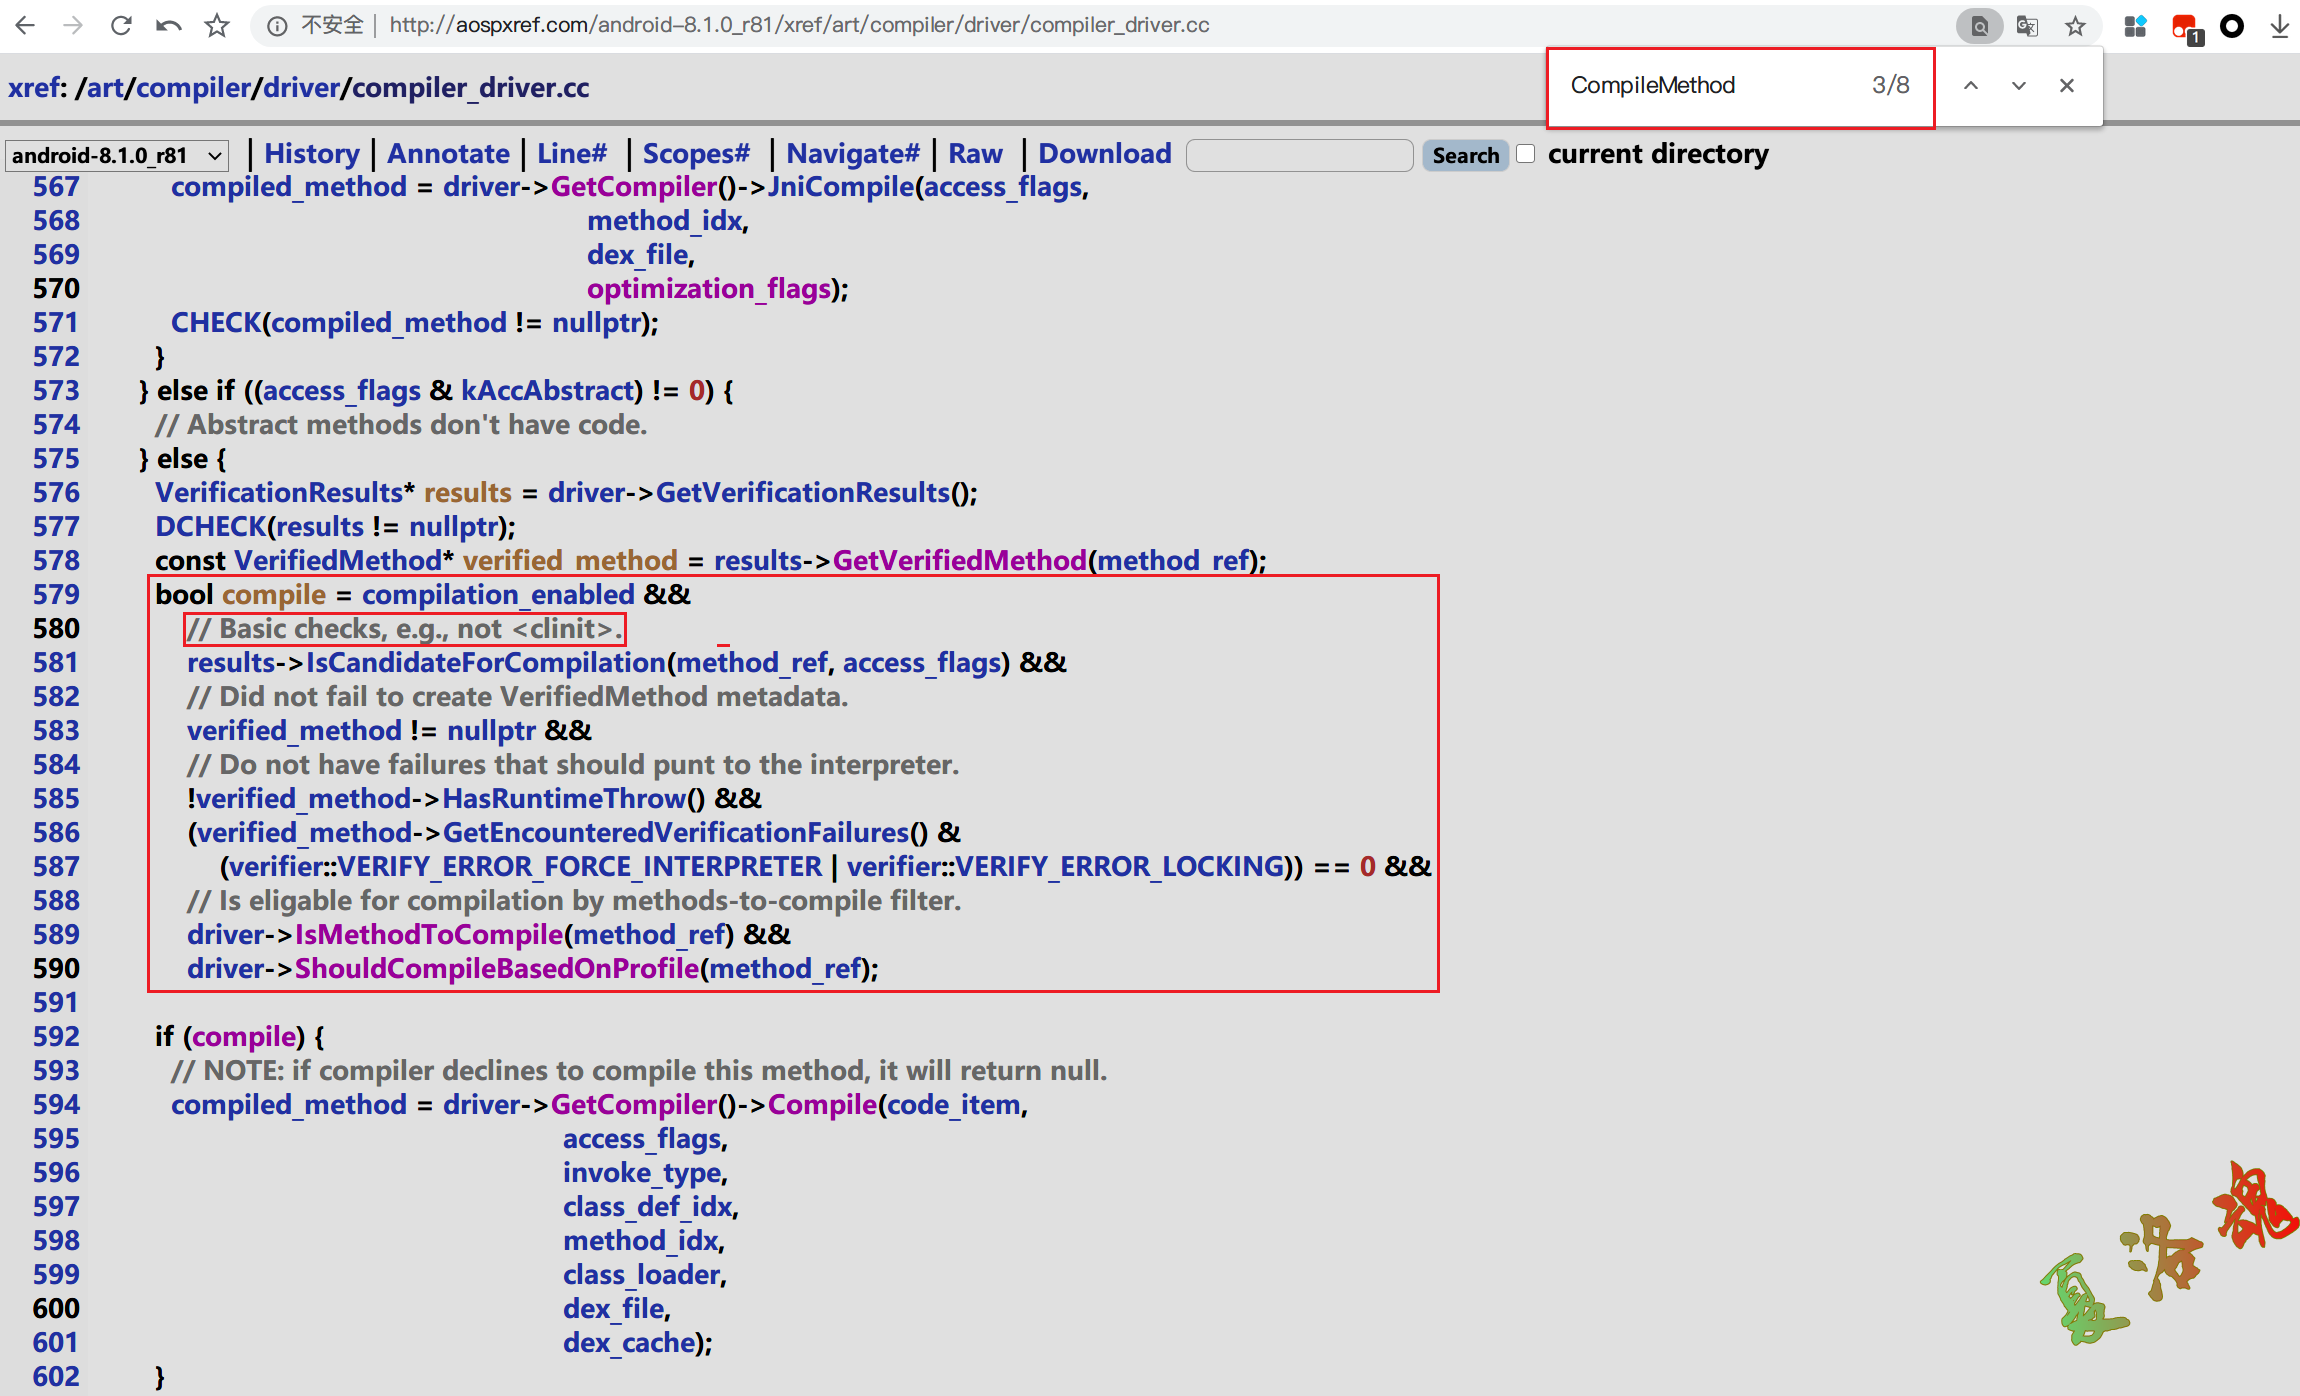 不安全 http://aospxref.com/android-8.1.0_r81/xref/art/compiler/driver/compiler_driver.cc
1
CompileMethod 3/8
xref: /art/compiler/driver/compiler_driver.cc
android-8.1.0_r81 | History | Annotate | Line# | Scopes# | Navigate# | Raw | Download Search current directory
567 compiled_method = driver->GetCompiler()->JniCompile(access_flags,
568 method_idx,
569 dex_file,
570 optimization_flags);
571 CHECK(compiled_method != nullptr);
572 }
573 } else if ((access_flags & kAccAbstract) != 0) {
574 // Abstract methods don't have code.
575 } else {
576 VerificationResults* results = driver->GetVerificationResults();
577 DCHECK(results != nullptr);
578 const VerifiedMethod* verified_method = results->GetVerifiedMethod(method_ref);
579 bool compile = compilation_enabled &&
580 // Basic checks, e.g., not <clinit>.
581 results->IsCandidateForCompilation(method_ref, access_flags) &&
582 // Did not fail to create VerifiedMethod metadata.
583 verified_method != nullptr &&
584 // Do not have failures that should punt to the interpreter.
585 !verified_method->HasRuntimeThrow() &&
586 (verified_method->GetEncounteredVerificationFailures() &
587 (verifier::VERIFY_ERROR_FORCE_INTERPRETER | verifier::VERIFY_ERROR_LOCKING)) == 0 &&
588 // Is eligable for compilation by methods-to-compile filter.
589 driver->IsMethodToCompile(method_ref) &&
590 driver->ShouldCompileBasedOnProfile(method_ref);
591
592 if (compile) {
593 // NOTE: if compiler declines to compile this method, it will return null.
594 compiled_method = driver->GetCompiler()->Compile(code_item,
595 access_flags,
596 invoke_type,
597 class_def_idx,
598 method_idx,
599 class_loader,
600 dex_file,
601 dex_cache);
602 }
夏洛魂